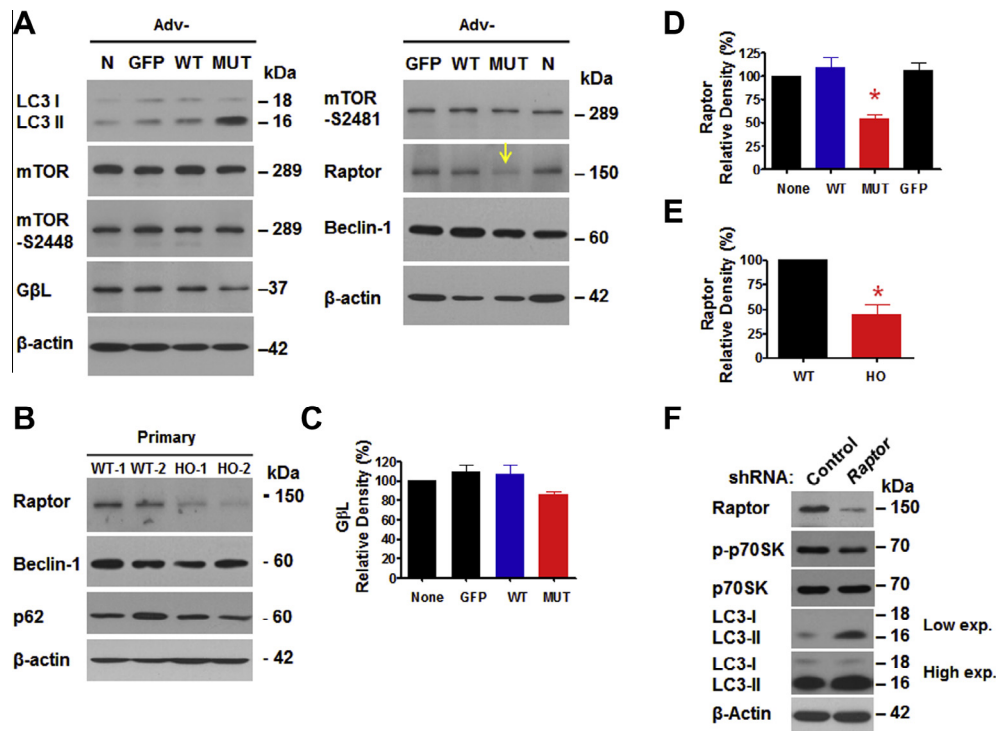 A
Adv-
N GFP WT MUT
kDa
LC3 I
– 18
LC3 II
– 16
mTOR
– 289
mTOR
-S2448
– 289
GβL
–37
β-actin
–42
Adv-
GFP WT MUT N
kDa
mTOR
-S2481
– 289
Raptor
– 150
Beclin-1
– 60
β-actin
– 42
B
Primary
WT-1 WT-2 HO-1 HO-2
kDa
Raptor
- 150
Beclin-1
- 60
p62
- 60
β-actin
- 42
C
GβL
Relative Density (%)
140
120
100
80
60
40
20
0
None GFP WT MUT
D
Raptor
Relative Density (%)
125
100
75
50
25
0
*
None WT MUT GFP
E
Raptor
Relative Density (%)
100
75
50
25
0
*
WT HO
F
shRNA: Control Raptor
kDa
Raptor
– 150
p-p70SK
– 70
p70SK
– 70
LC3-I
– 18
LC3-II
– 16
Low exp.
LC3-I
– 18
LC3-II
– 16
High exp.
β-Actin
– 42